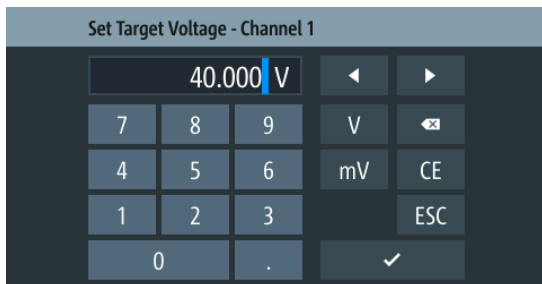 Set Target Voltage - Channel 1
40.000 V
7 8 9 V
4 5 6 mV CE
1 2 3 ESC
0 .